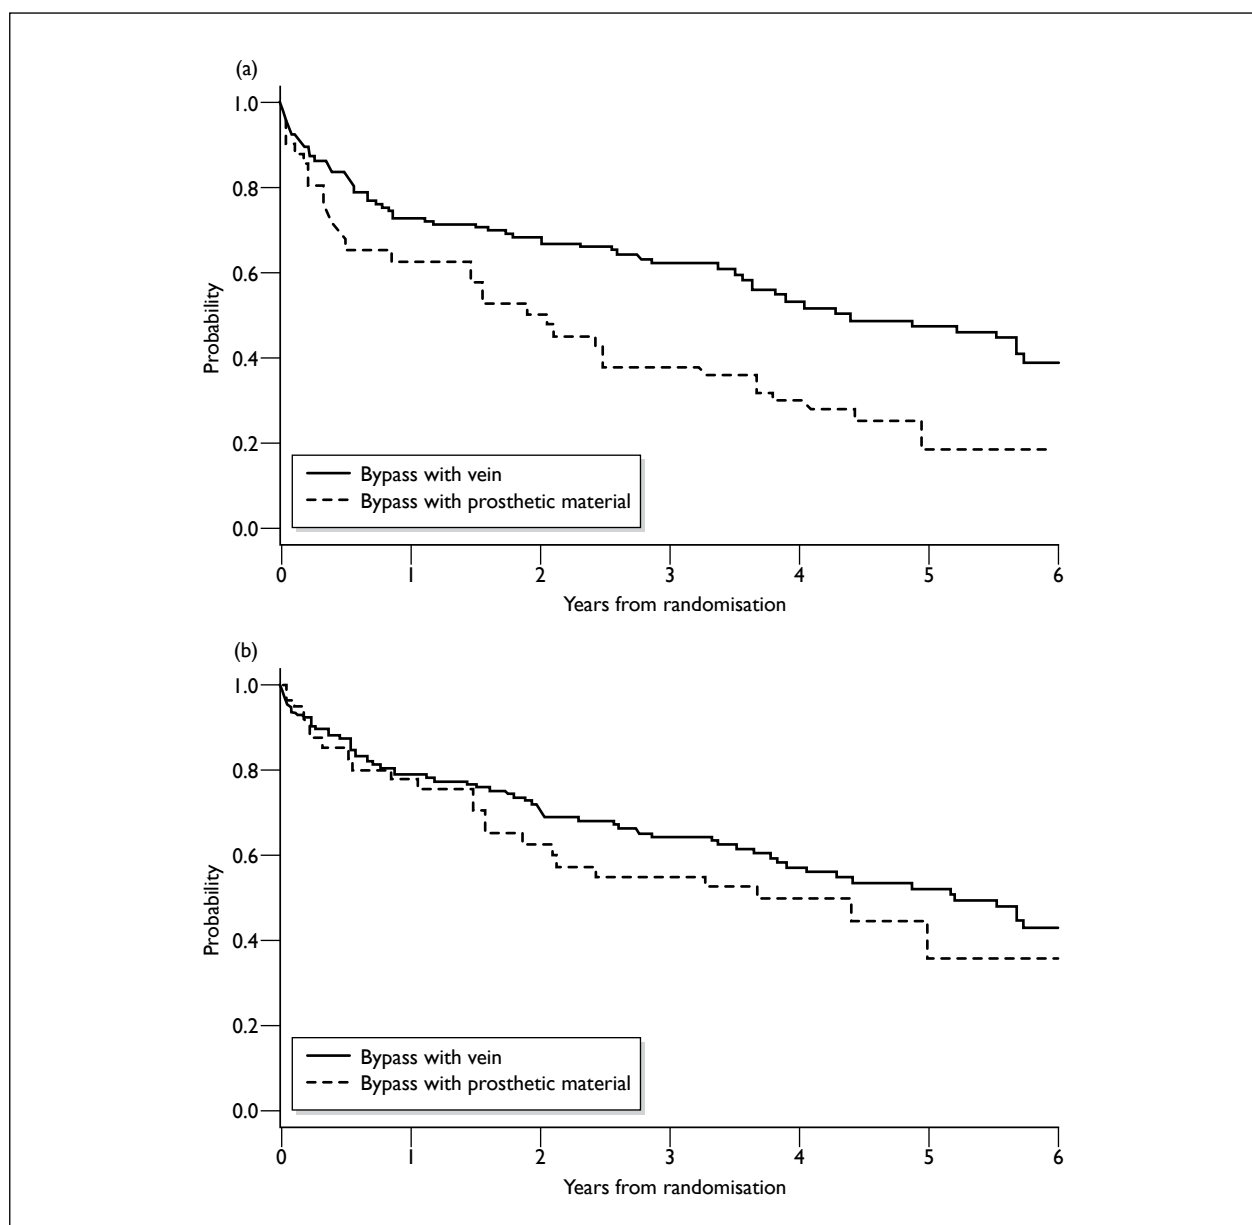 (a)
1.0
0.8
0.6
0.4
0.2
0.0
Probability
Bypass with vein
Bypass with prosthetic material
0 1 2 3 4 5 6
Years from randomisation
(b)
1.0
0.8
0.6
0.4
0.2
0.0
Probability
Bypass with vein
Bypass with prosthetic material
0 1 2 3 4 5 6
Years from randomisation